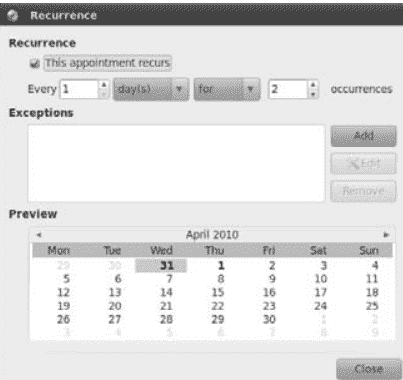 Recurrence
Recurrence
This appointment recurs
Every 1 day(s) for 2 occurrences
Exceptions
Add
Edit
Remove
Preview
April 2010
Mon Tue Wed Thu Fri Sat Sun
29 30 31 1 2 3 4
5 6 7 8 9 10 11
12 13 14 15 16 17 18
19 20 21 22 23 24 25
26 27 28 29 30 1 2
3 4 5 6 7 8 9
Close